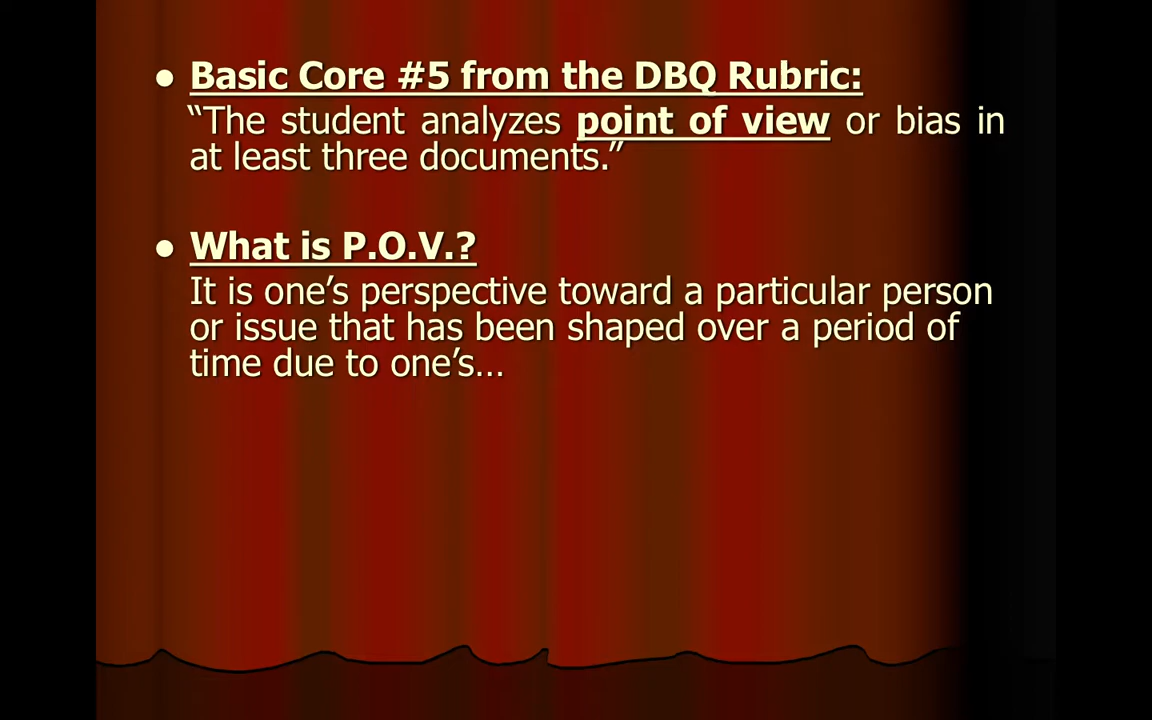 ● Basic Core #5 from the DBQ Rubric:
“The student analyzes point of view or bias in
at least three documents.”
● What is P.O.V.?
It is one’s perspective toward a particular person
or issue that has been shaped over a period of
time due to one’s…